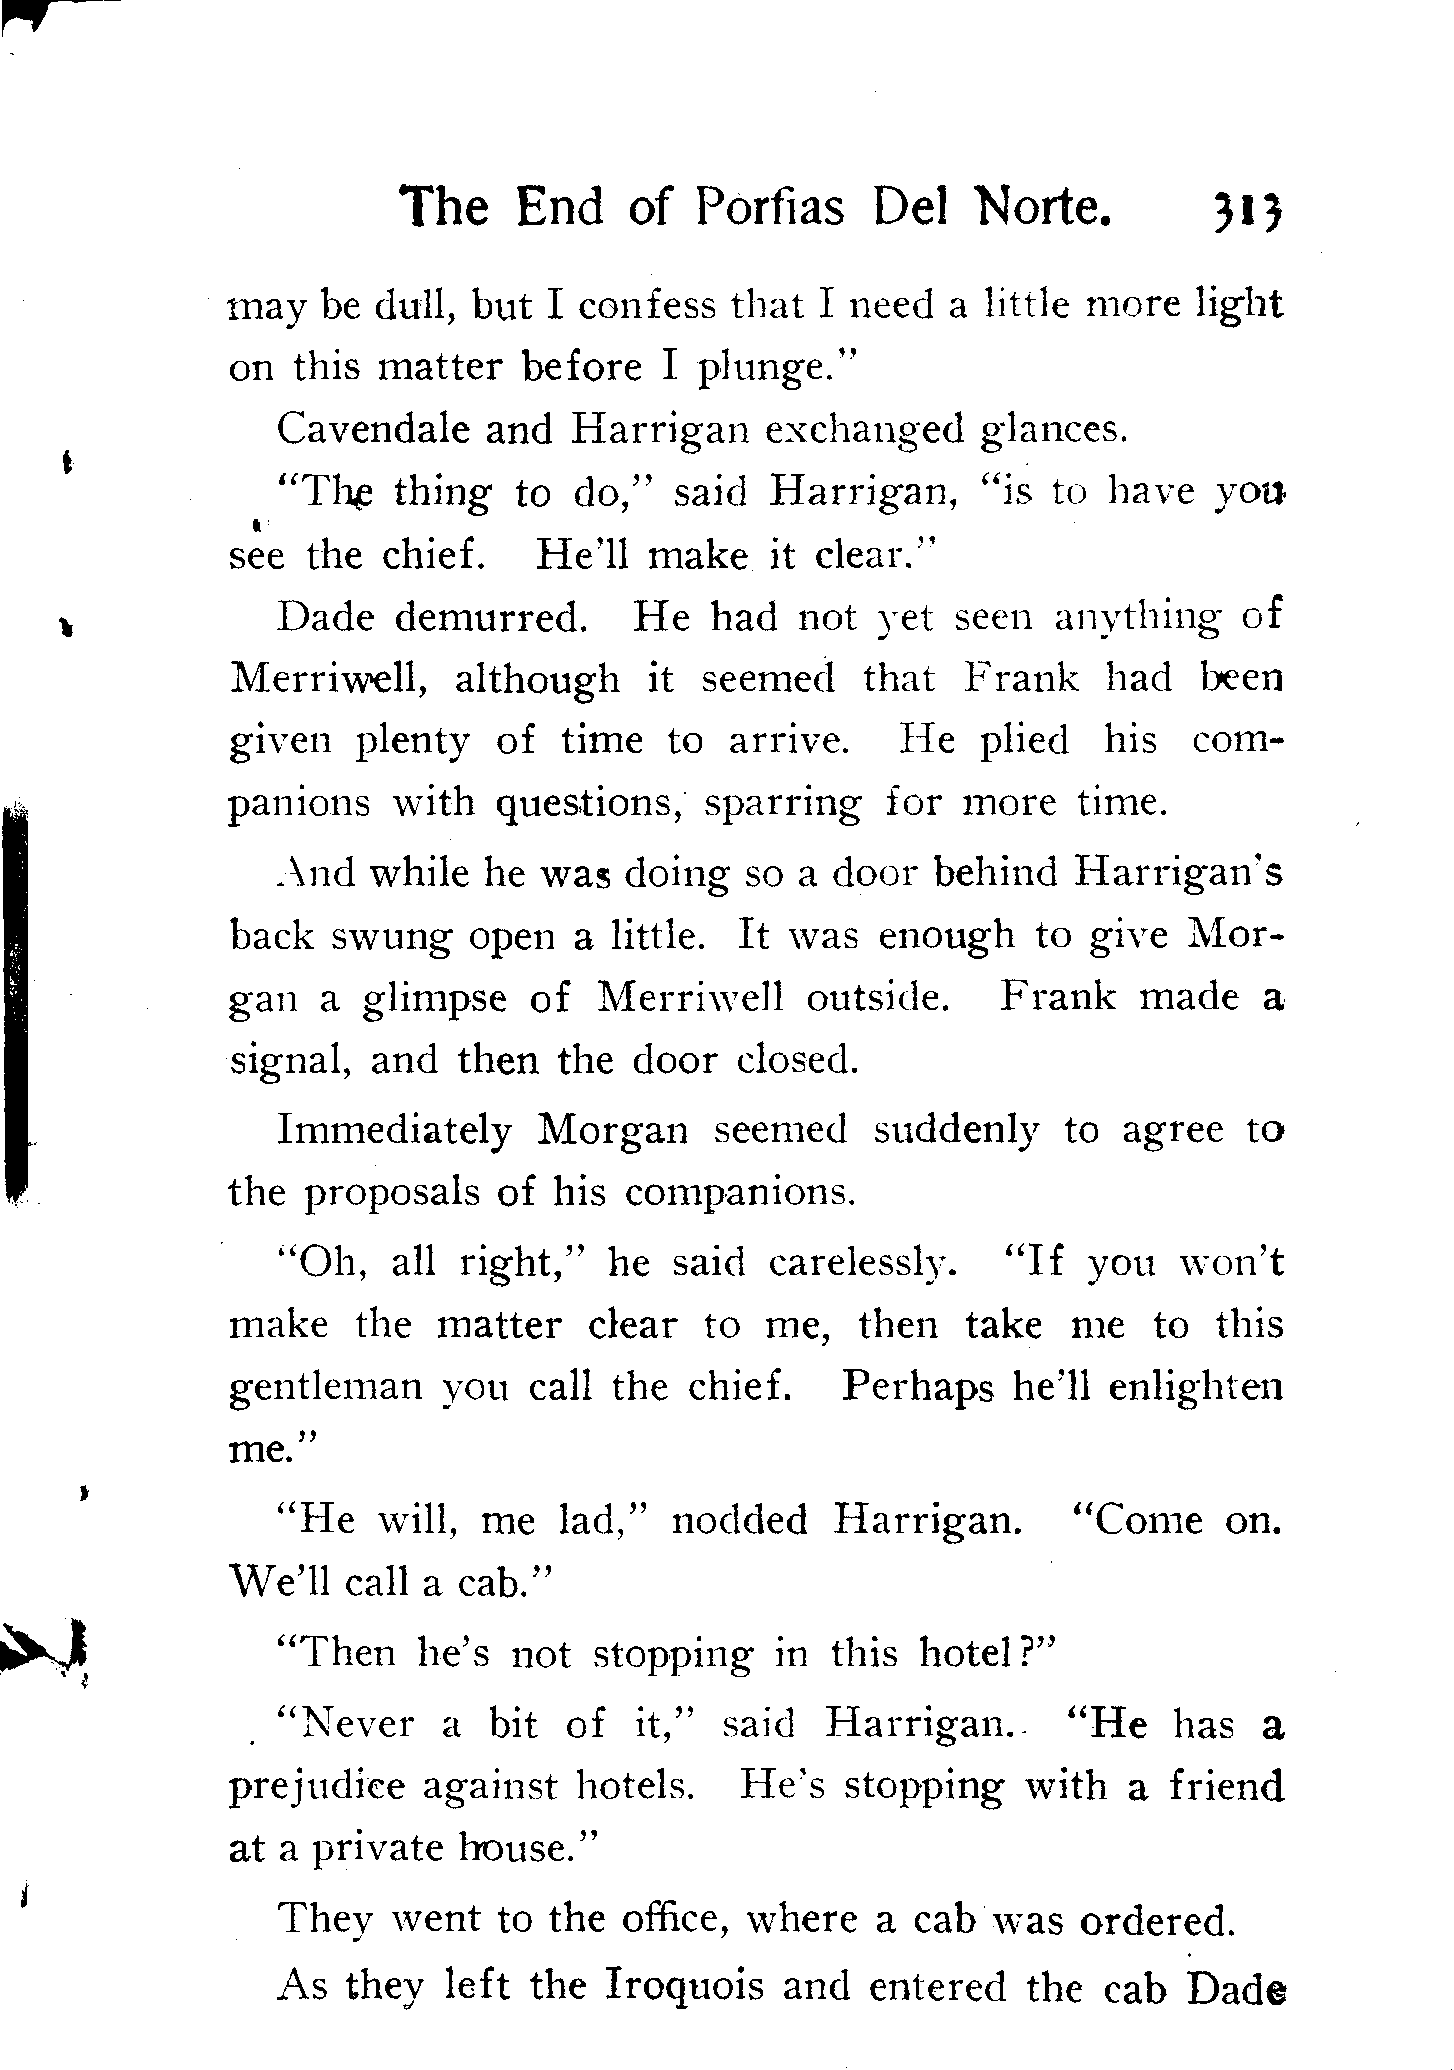 The End of Porfias Del Norte. 313
may be dull, but I confess that I need a little more light
on this matter before I plunge."
Cavendale and Harrigan exchanged glances.
"The thing to do," said Harrigan, "is to have you
see the chief. He'll make it clear."
Dade demurred. He had not yet seen anything of
Merriwell, although it seemed that Frank had been
given plenty of time to arrive. He plied his com-
panions with questions, sparring for more time.
And while he was doing so a door behind Harrigan's
back swung open a little. It was enough to give Mor-
gan a glimpse of Merriwell outside. Frank made a
signal, and then the door closed.
Immediately Morgan seemed suddenly to agree to
the proposals of his companions.
"Oh, all right," he said carelessly. "If you won't
make the matter clear to me, then take me to this
gentleman you call the chief. Perhaps he'll enlighten
me."
"He will, me lad," nodded Harrigan. "Come on.
We'll call a cab."
"Then he's not stopping in this hotel?"
"Never a bit of it," said Harrigan. "He has a
prejudice against hotels. He's stopping with a friend
at a private house."
They went to the office, where a cab was ordered.
As they left the Iroquois and entered the cab Dade